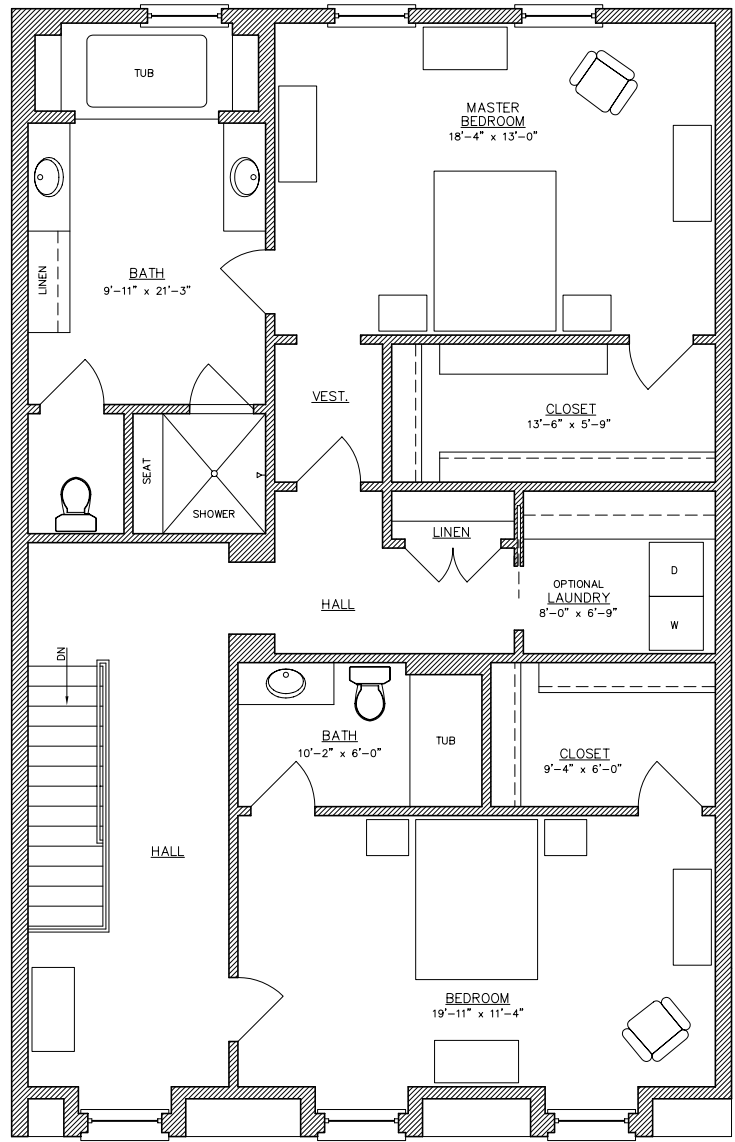 TUB
MASTER
BEDROOM
18'-4" x 13'-0"
LINEN
BATH
9'-11" x 21'-3"
VEST.
CLOSET
13'-6" x 5'-9"
SEAT
SHOWER
LINEN
D
OPTIONAL
LAUNDRY
8'-0" x 6'-9"
W
HALL
DN
BATH
10'-2" x 6'-0"
TUB
CLOSET
9'-4" x 6'-0"
HALL
BEDROOM
19'-11" x 11'-4"